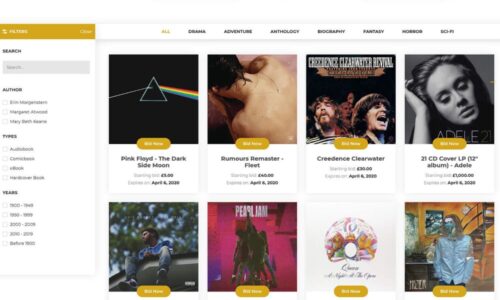 FILTERS
Clear
ALL
DRAMA
ADVENTURE
ANTHOLOGY
BIOGRAPHY
FANTASY
HORROR
SCI-FI
SEARCH
Search...
AUTHOR
Erin Morgenstern
Margaret Atwood
Mary Beth Keane
TYPES
Audiobook
Comicbook
eBook
Hardcover Book
YEARS
1900 - 1949
1950 - 1999
2000 - 2009
2010 - 2019
Before 1900
Bid Now
Pink Floyd - The Dark
Side Moon
Starting bid: £5.00
Expires on: April 6, 2020
Bid Now
Rumours Remaster -
Fleet
Starting bid: £40.00
Expires on: April 6, 2020
CREEDENCE CLEARWATER REVIVAL
Bid Now
Creedence Clearwater
Starting bid: £20.00
Expires on: April 6, 2020
ADELE 21
Bid Now
21 CD Cover LP (12"
album) - Adele
Starting bid: £1,000.00
Expires on: April 6, 2020
Bid Now
PEARL JAM
Bid Now
Queen
A Night At The Opera
Bid Now
HOZIER
Bid Now